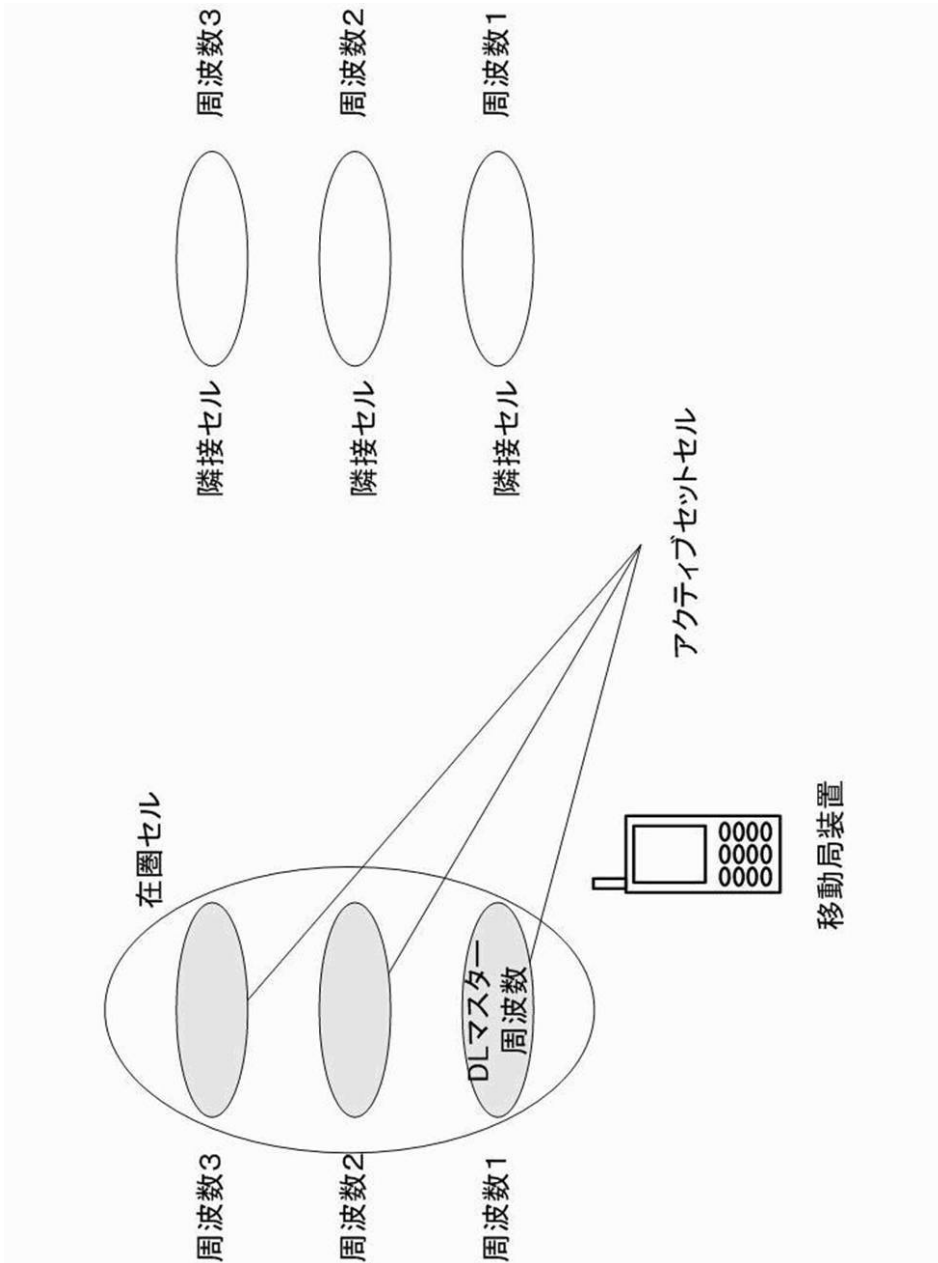 在圏セル
周波数3
隣接セル
周波数3
周波数2
隣接セル
周波数2
周波数1
DLマスター
周波数
隣接セル
周波数1
アクティブセットセル
移動局装置